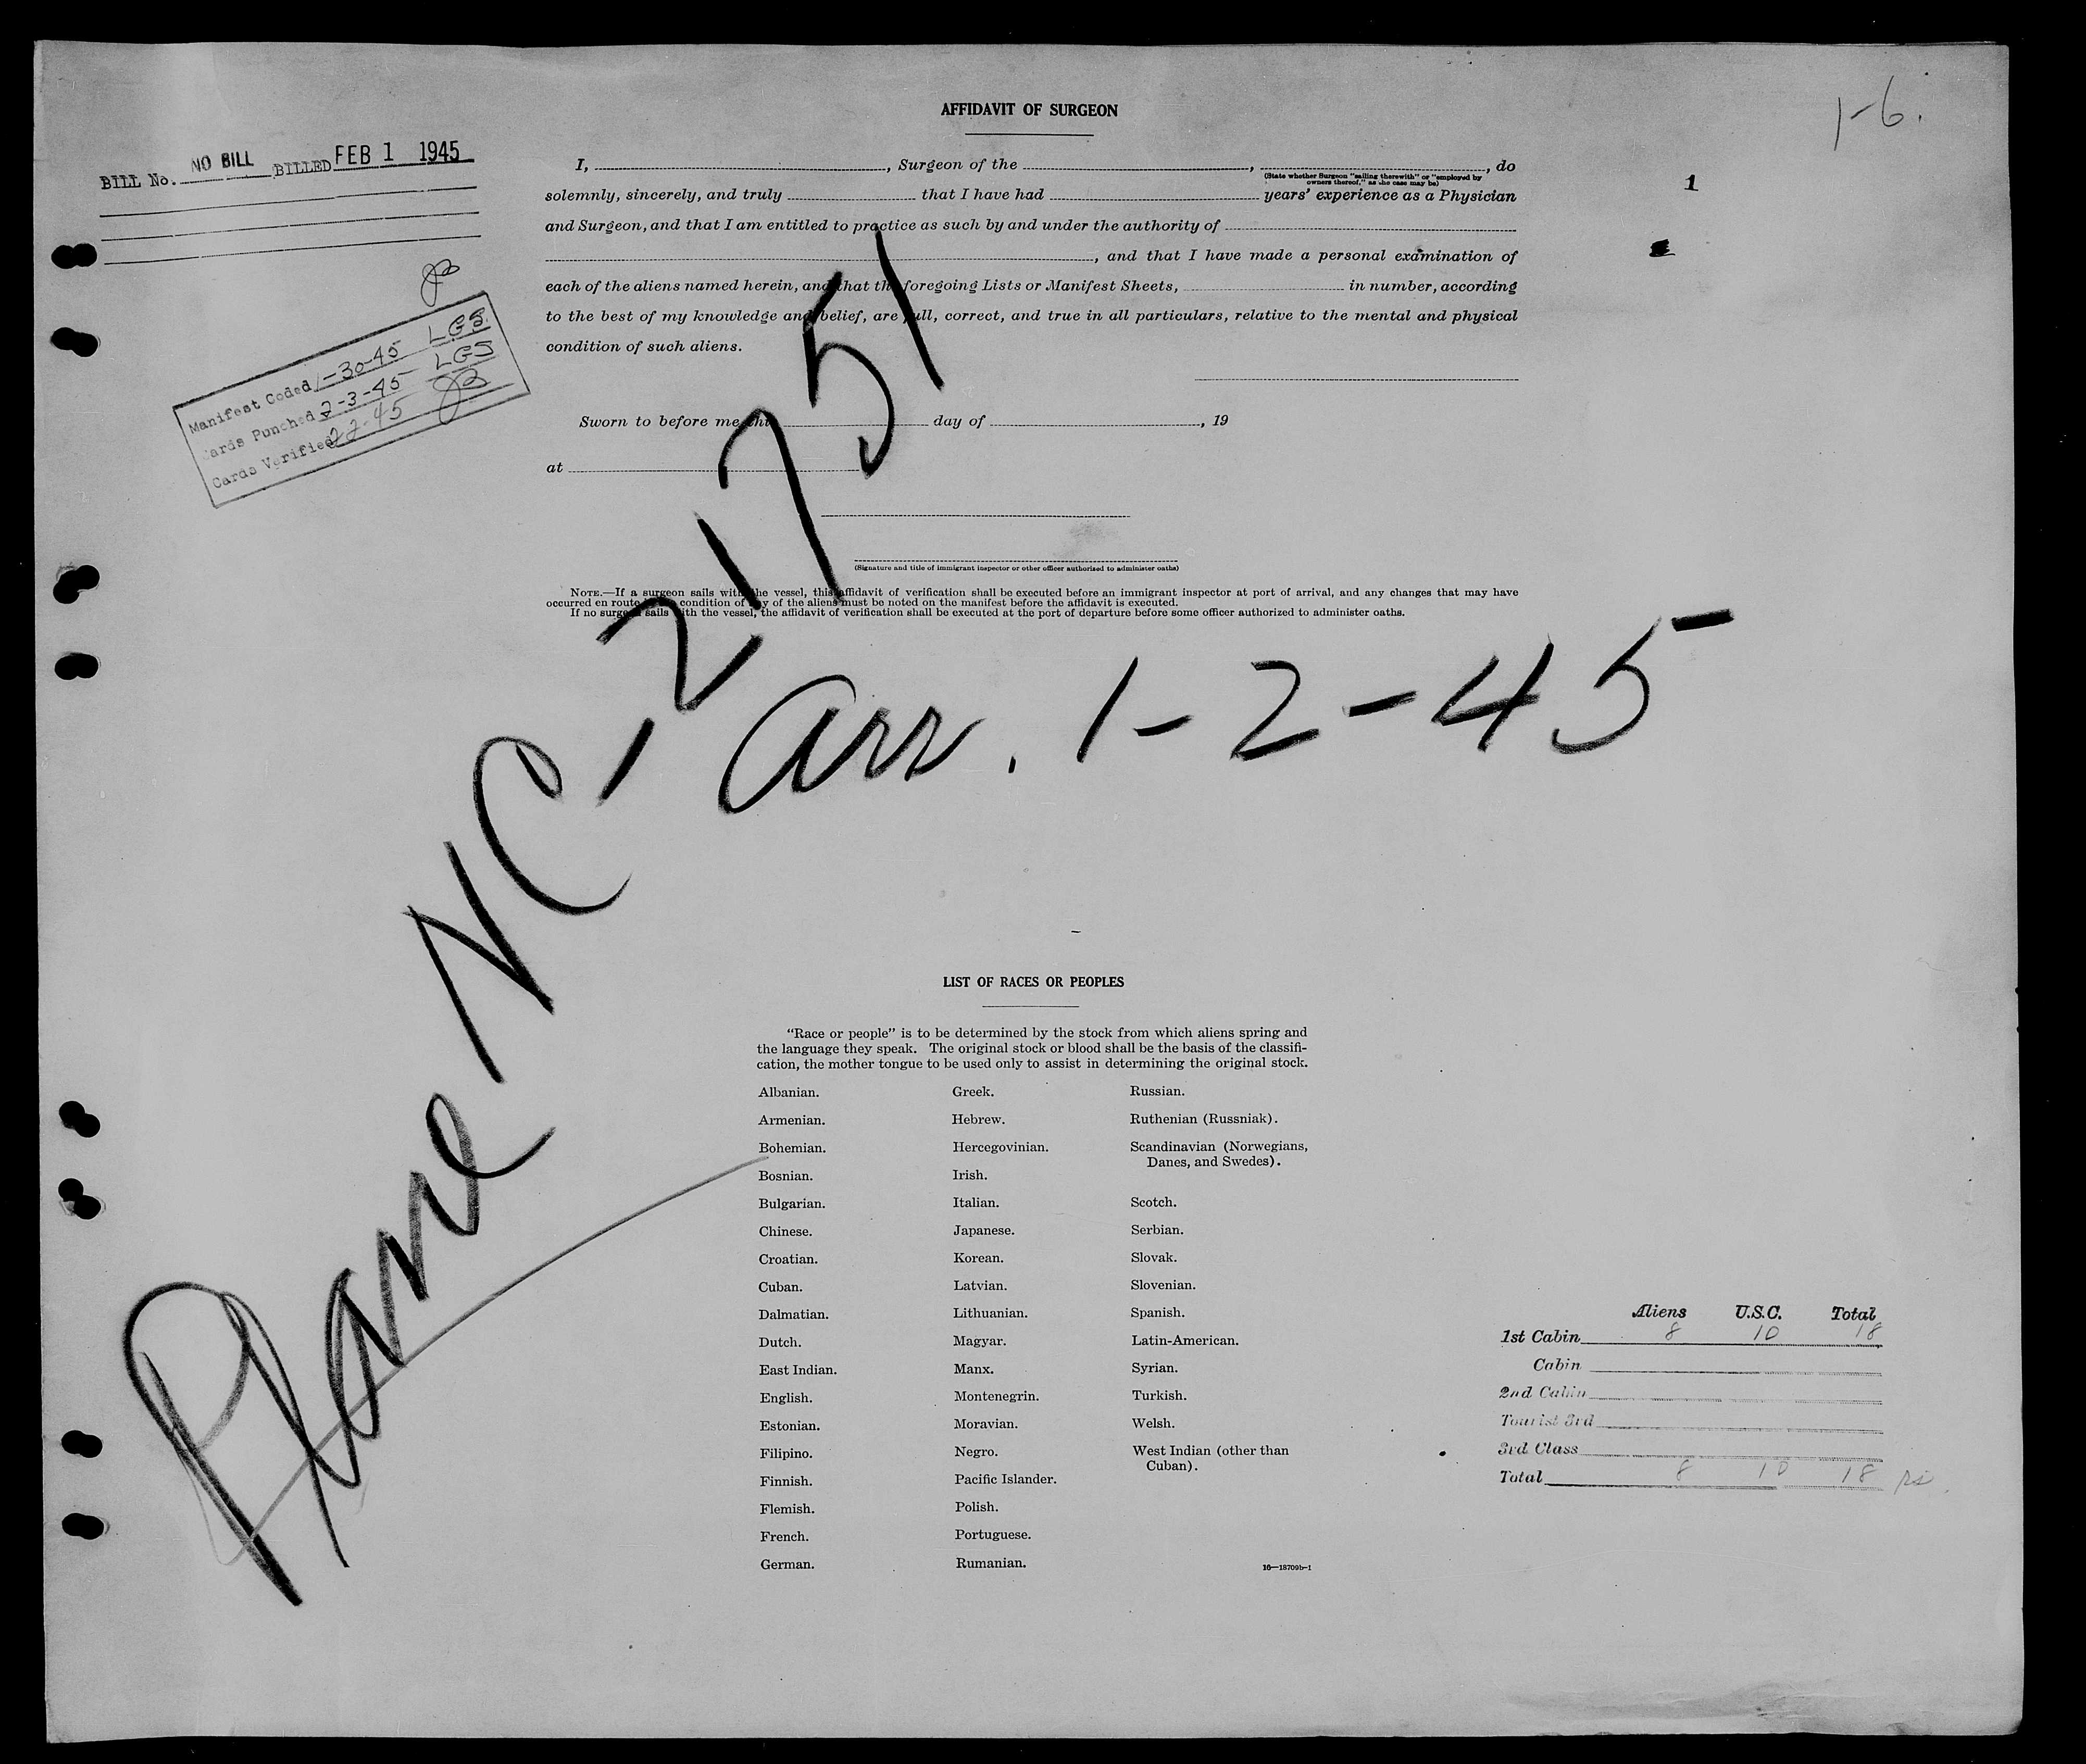 AFFIDAVIT OF SURGEON
1-6.
BILL No. NO BILL BILLED FEB 1 1945
1
I, , Surgeon of the , , do
(State whether Surgeon "sailing therewith" or "employed by
owners thereof," as the case may be)
solemnly, sincerely, and truly that I have had years' experience as a Physician
and Surgeon, and that I am entitled to practice as such by and under the authority of
, and that I have made a personal examination of
each of the aliens named herein, and that the foregoing Lists or Manifest Sheets, in number, according
to the best of my knowledge and belief, are full, correct, and true in all particulars, relative to the mental and physical
condition of such aliens.
Manifest Coded 1-30-45 LGS
Cards Punched 2-3-45 LGS
Cards Verified
Sworn to before me this day of , 19
at
(Signature and title of immigrant inspector or other officer authorized to administer oaths)
NOTE.—If a surgeon sails with the vessel, this affidavit of verification shall be executed before an immigrant inspector at port of arrival, and any changes that may have
occurred en route in the condition of any of the aliens must be noted on the manifest before the affidavit is executed.
If no surgeon sails with the vessel, the affidavit of verification shall be executed at the port of departure before some officer authorized to administer oaths.
Plane NC-21751
arr. 1-2-45
LIST OF RACES OR PEOPLES
"Race or people" is to be determined by the stock from which aliens spring and
the language they speak. The original stock or blood shall be the basis of the classifi-
cation, the mother tongue to be used only to assist in determining the original stock.
Albanian. Greek. Russian.
Armenian. Hebrew. Ruthenian (Russniak).
Bohemian. Hercegovinian. Scandinavian (Norwegians,
Danes, and Swedes).
Bosnian. Irish.
Bulgarian. Italian. Scotch.
Chinese. Japanese. Serbian.
Croatian. Korean. Slovak.
Cuban. Latvian. Slovenian.
Dalmatian. Lithuanian. Spanish.
Dutch. Magyar. Latin-American.
East Indian. Manx. Syrian.
English. Montenegrin. Turkish.
Estonian. Moravian. Welsh.
Filipino. Negro. West Indian (other than
Cuban).
Finnish. Pacific Islander.
Flemish. Polish.
French. Portuguese.
German. Rumanian.
16—18709b-1
Aliens U.S.C. Total
1st Cabin 8 10 18
Cabin
2nd Cabin
Tourist 3rd
3rd Class
Total 8 10 18